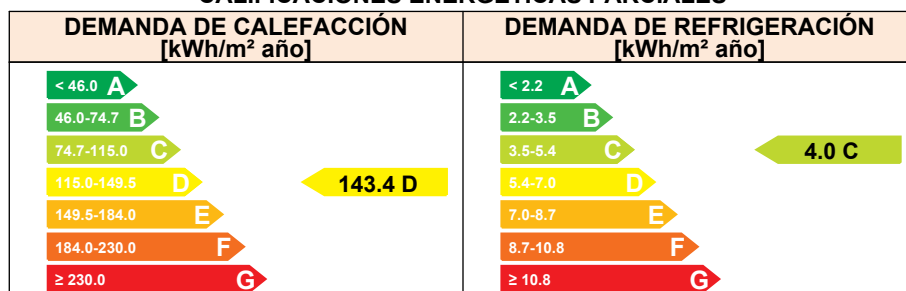 CALIFICACIONES ENERGÉTICAS PARCIALES
DEMANDA DE CALEFACCIÓN
[kWh/m² año]
DEMANDA DE REFRIGERACIÓN
[kWh/m² año]
< 46.0 A
46.0-74.7 B
74.7-115.0 C
115.0-149.5 D
149.5-184.0 E
184.0-230.0 F
≥ 230.0 G
143.4 D
< 2.2 A
2.2-3.5 B
3.5-5.4 C
5.4-7.0 D
7.0-8.7 E
8.7-10.8 F
≥ 10.8 G
4.0 C